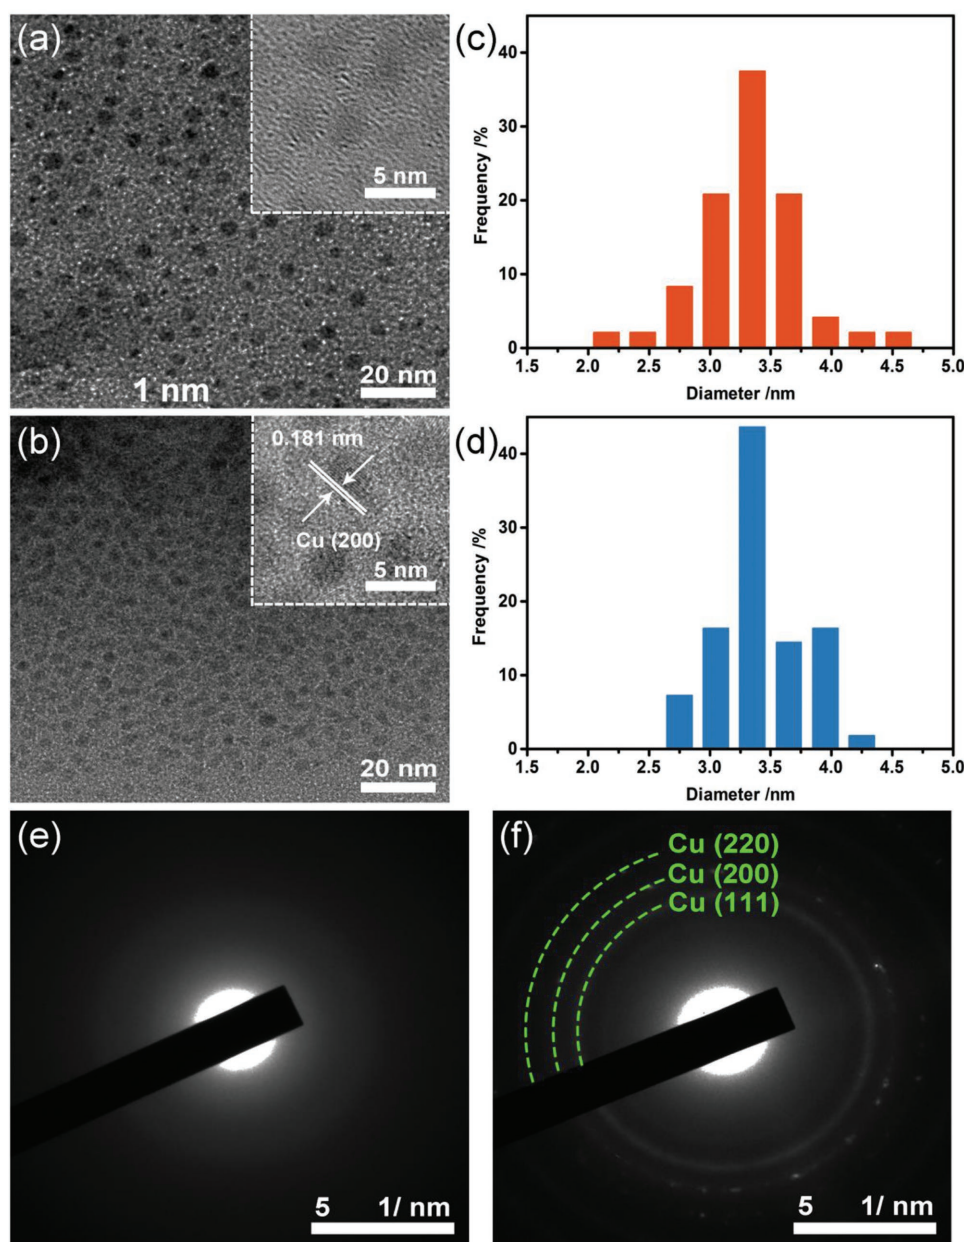 (a)
5 nm
1 nm
20 nm
(c)
Frequency /%
40
30
20
10
0
1.5 2.0 2.5 3.0 3.5 4.0 4.5 5.0
Diameter /nm
(b)
0.181 nm
Cu (200)
5 nm
20 nm
(d)
Frequency /%
40
30
20
10
0
1.5 2.0 2.5 3.0 3.5 4.0 4.5 5.0
Diameter /nm
(e)
5 1/ nm
(f)
Cu (220)
Cu (200)
Cu (111)
5 1/ nm